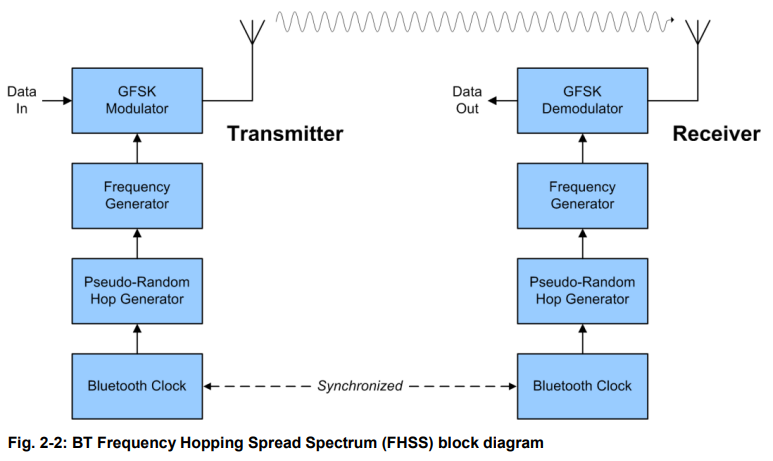 Data
In
GFSK
Modulator
Transmitter
Frequency
Generator
Pseudo-Random
Hop Generator
Bluetooth Clock
Synchronized
Data
Out
GFSK
Demodulator
Receiver
Frequency
Generator
Pseudo-Random
Hop Generator
Bluetooth Clock
Fig. 2-2: BT Frequency Hopping Spread Spectrum (FHSS) block diagram